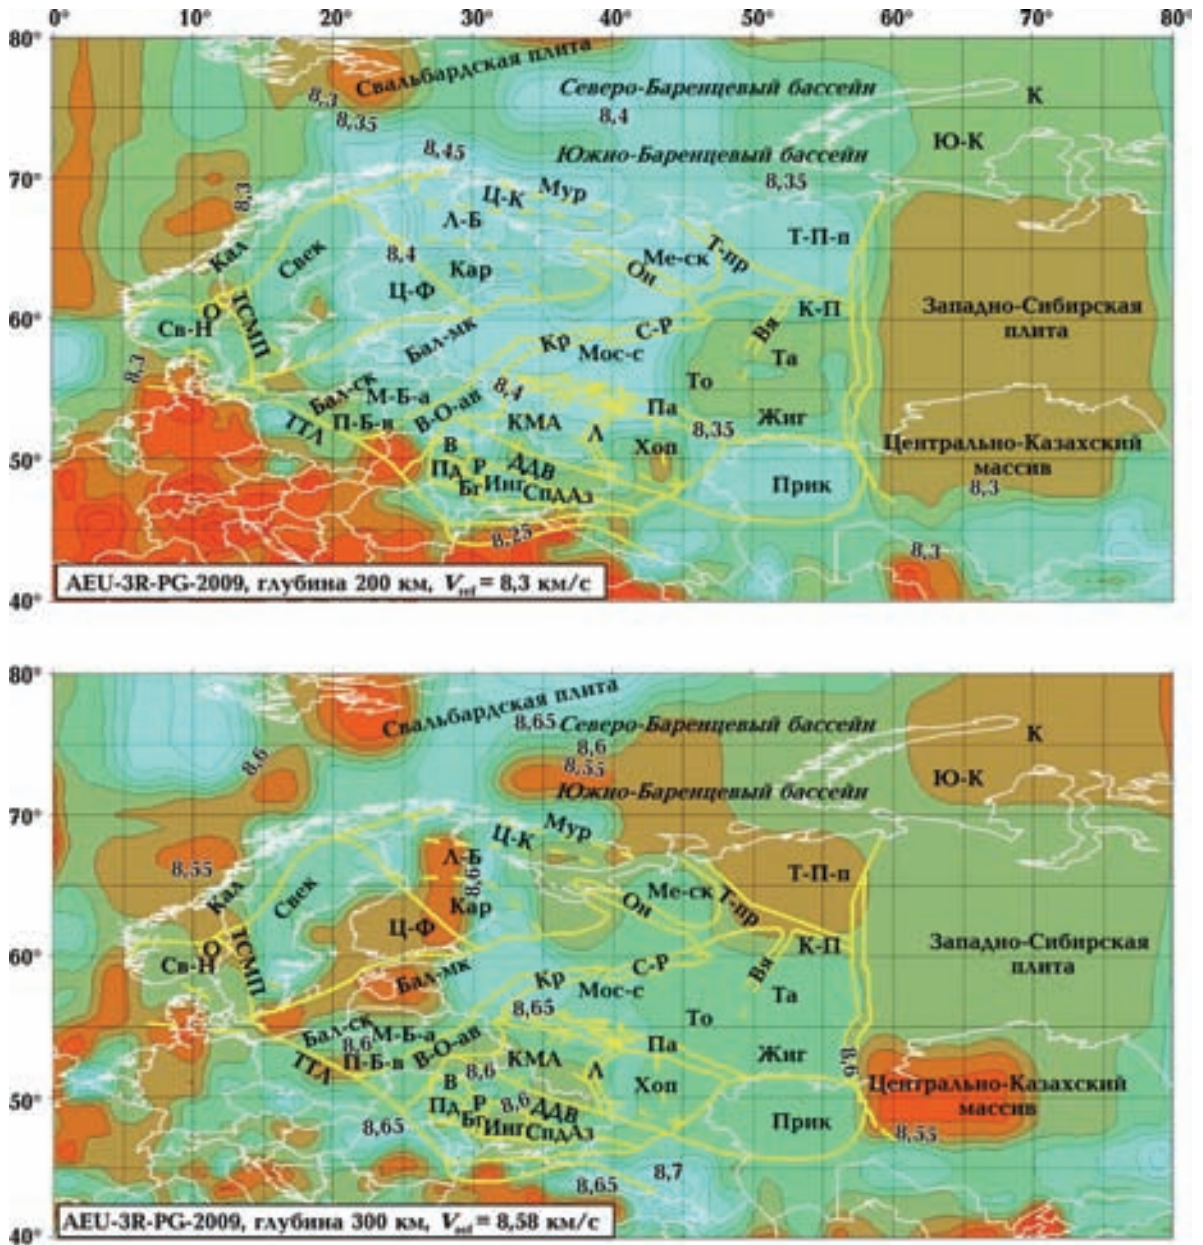 0° 10° 20° 30° 40° 50° 60° 70° 80°
80°
Свальбардская плита
Северо-Баренцевый бассейн
К
8,3
8,35
8,4
Ю-К
8,45
Южно-Баренцевый бассейн
70°
8,35
8,3
Ц-К
Мур
Л-Б
Т-П-п
Кал
Свек
8,4
Кар
Ме-ск
Т-пр
Он
Ц-Ф
О
ТСМП
К-П
Западно-Сибирская
плита
60°
Св-Н
Бал-мк
Кр
С-Р
Вя
Мос-с
Та
8,3
То
Бал-ск
М-Б-а
8,4
Па
П-Б-в
В-О-ав
КМА
Жиг
ТТЛ
Л
8,35
Хоп
Центрально-Казахский
массив
50°
В
Пд
Р
ДДВ
Бг
Инг
Спд
Аз
Прик
8,3
8,25
8,3
AEU-3R-PG-2009, глубина 200 км, Vref = 8,3 км/с
40°
80°
Свальбардская плита
8,65
Северо-Баренцевый бассейн
К
8,6
8,6
8,55
Ю-К
Южно-Баренцевый бассейн
70°
Ц-К
Мур
8,55
Л-Б
8,6
Т-П-п
Кал
Свек
Кар
Ме-ск
Т-пр
Он
Ц-Ф
О
ТСМП
К-П
Западно-Сибирская
плита
60°
Св-Н
Бал-мк
Кр
С-Р
Вя
Мос-с
Та
8,65
То
Бал-ск
М-Б-а
8,6
Па
П-Б-в
В-О-ав
КМА
Жиг
8,6
ТТЛ
8,6
Л
Хоп
Центрально-Казахский
массив
50°
В
Пд
Р
8,6
ДДВ
Бг
Инг
Спд
Аз
Прик
8,65
8,55
8,7
8,65
AEU-3R-PG-2009, глубина 300 км, Vref = 8,58 км/с
40°